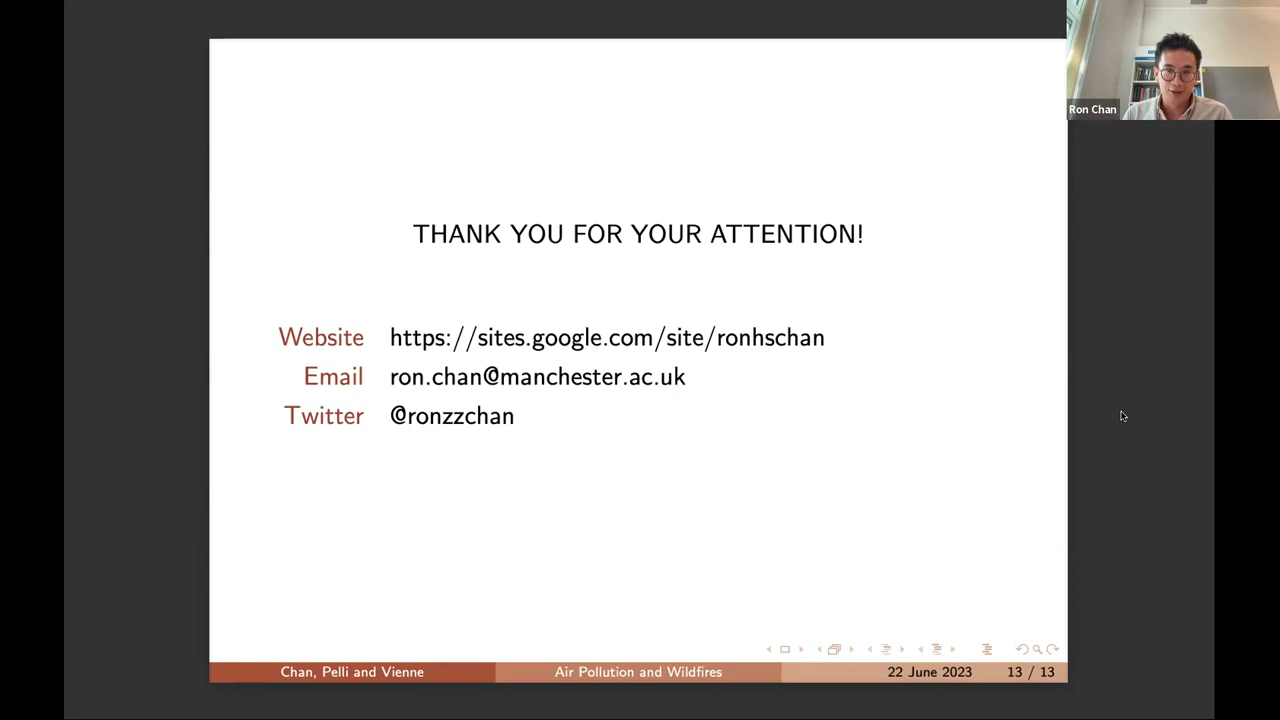 Ron Chan
THANK YOU FOR YOUR ATTENTION!
Website https://sites.google.com/site/ronhschan
Email ron.chan@manchester.ac.uk
Twitter @ronzzchan
Chan, Pelli and Vienne Air Pollution and Wildfires 22 June 2023 13 / 13